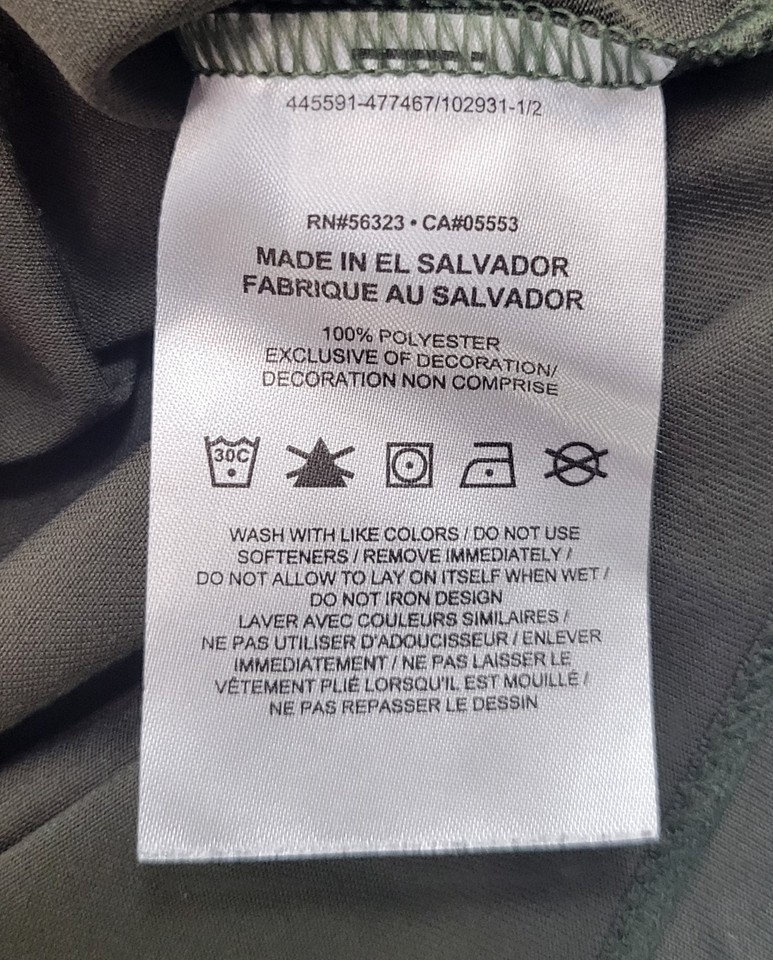 445591-477467/102931-1/2
RN#56323 • CA#05553
MADE IN EL SALVADOR
FABRIQUE AU SALVADOR
100% POLYESTER
EXCLUSIVE OF DECORATION/
DECORATION NON COMPRISE
30C
WASH WITH LIKE COLORS / DO NOT USE
SOFTENERS / REMOVE IMMEDIATELY /
DO NOT ALLOW TO LAY ON ITSELF WHEN WET /
DO NOT IRON DESIGN
LAVER AVEC COULEURS SIMILAIRES /
NE PAS UTILISER D'ADOUCISSEUR / ENLEVER
IMMEDIATEMENT / NE PAS LAISSER LE
VÊTEMENT PLIÉ LORSQU'IL EST MOUILLÉ /
NE PAS REPASSER LE DESSIN